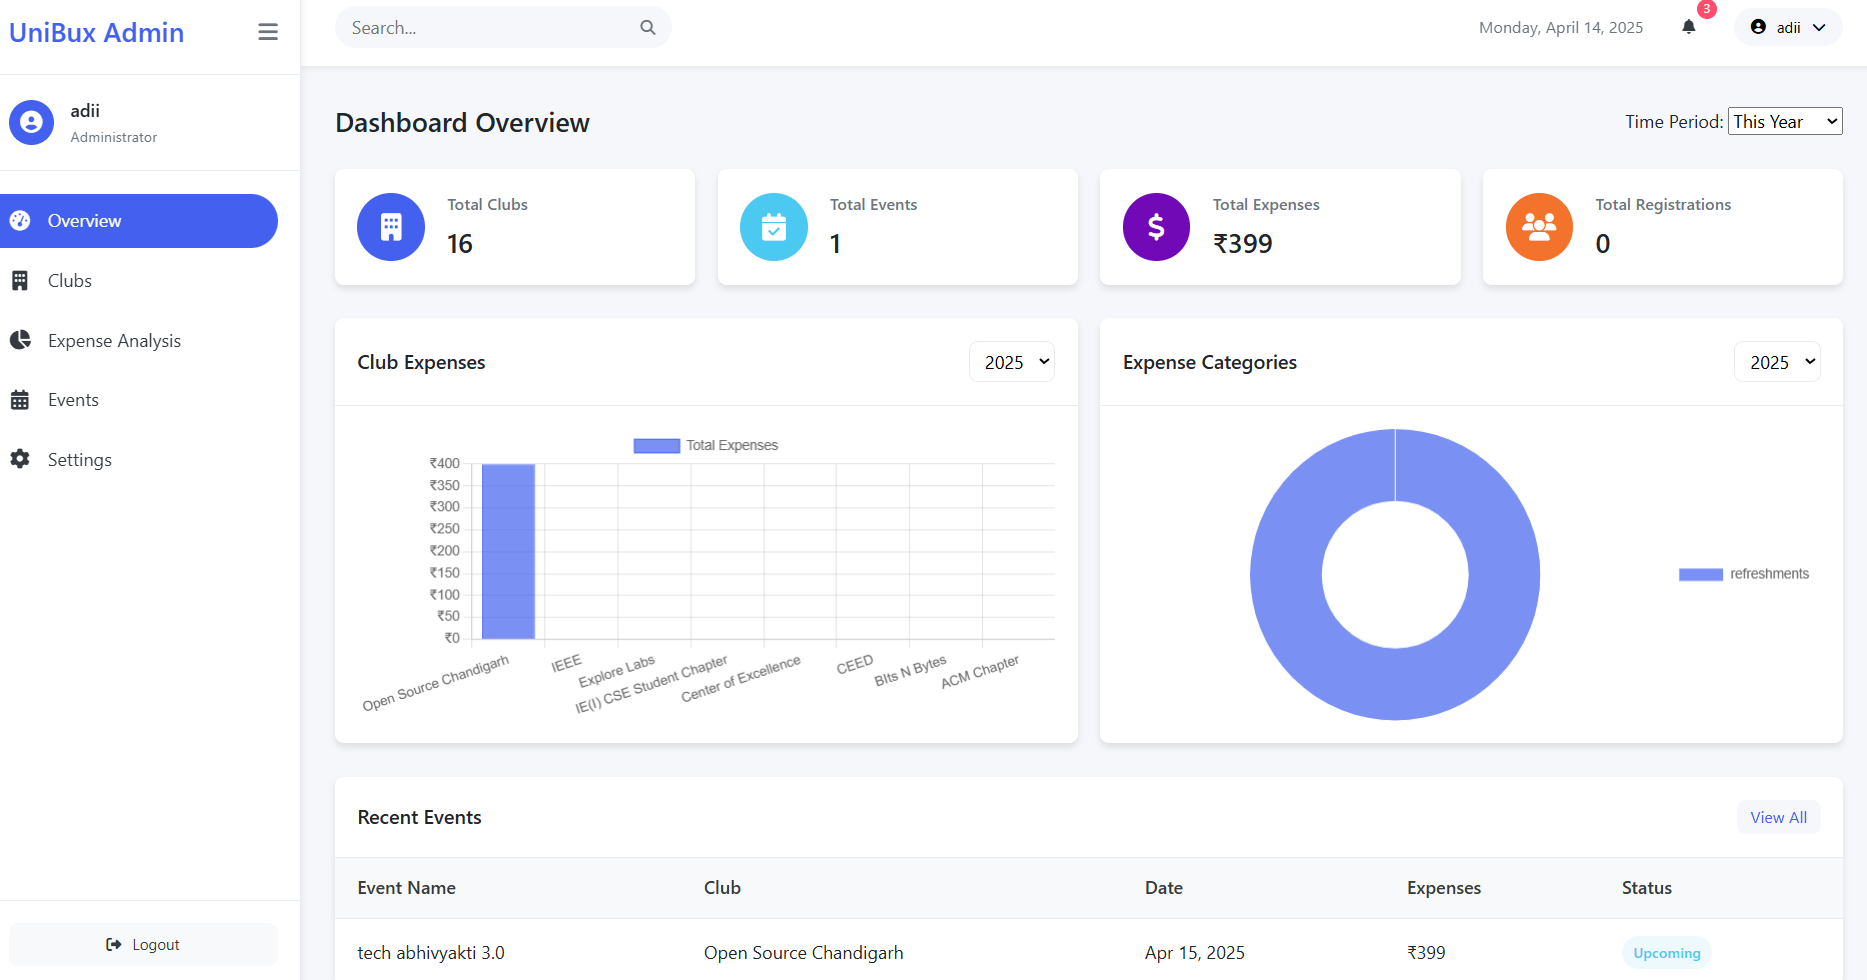 UniBux Admin
Search...
Monday, April 14, 2025
3
adii
adii
Administrator
Overview
Clubs
Expense Analysis
Events
Settings
Logout
Dashboard Overview
Time Period: This Year
Total Clubs
16
Total Events
1
$
Total Expenses
₹399
Total Registrations
0
Club Expenses
2025
Total Expenses
₹400
₹350
₹300
₹250
₹200
₹150
₹100
₹50
₹0
Open Source Chandigarh
IEEE
Explore Labs
IE(I) CSE Student Chapter
Center of Excellence
CEED
BIts N Bytes
ACM Chapter
Expense Categories
2025
refreshments
Recent Events
View All
Event Name Club Date Expenses Status
tech abhivyakti 3.0 Open Source Chandigarh Apr 15, 2025 ₹399 Upcoming